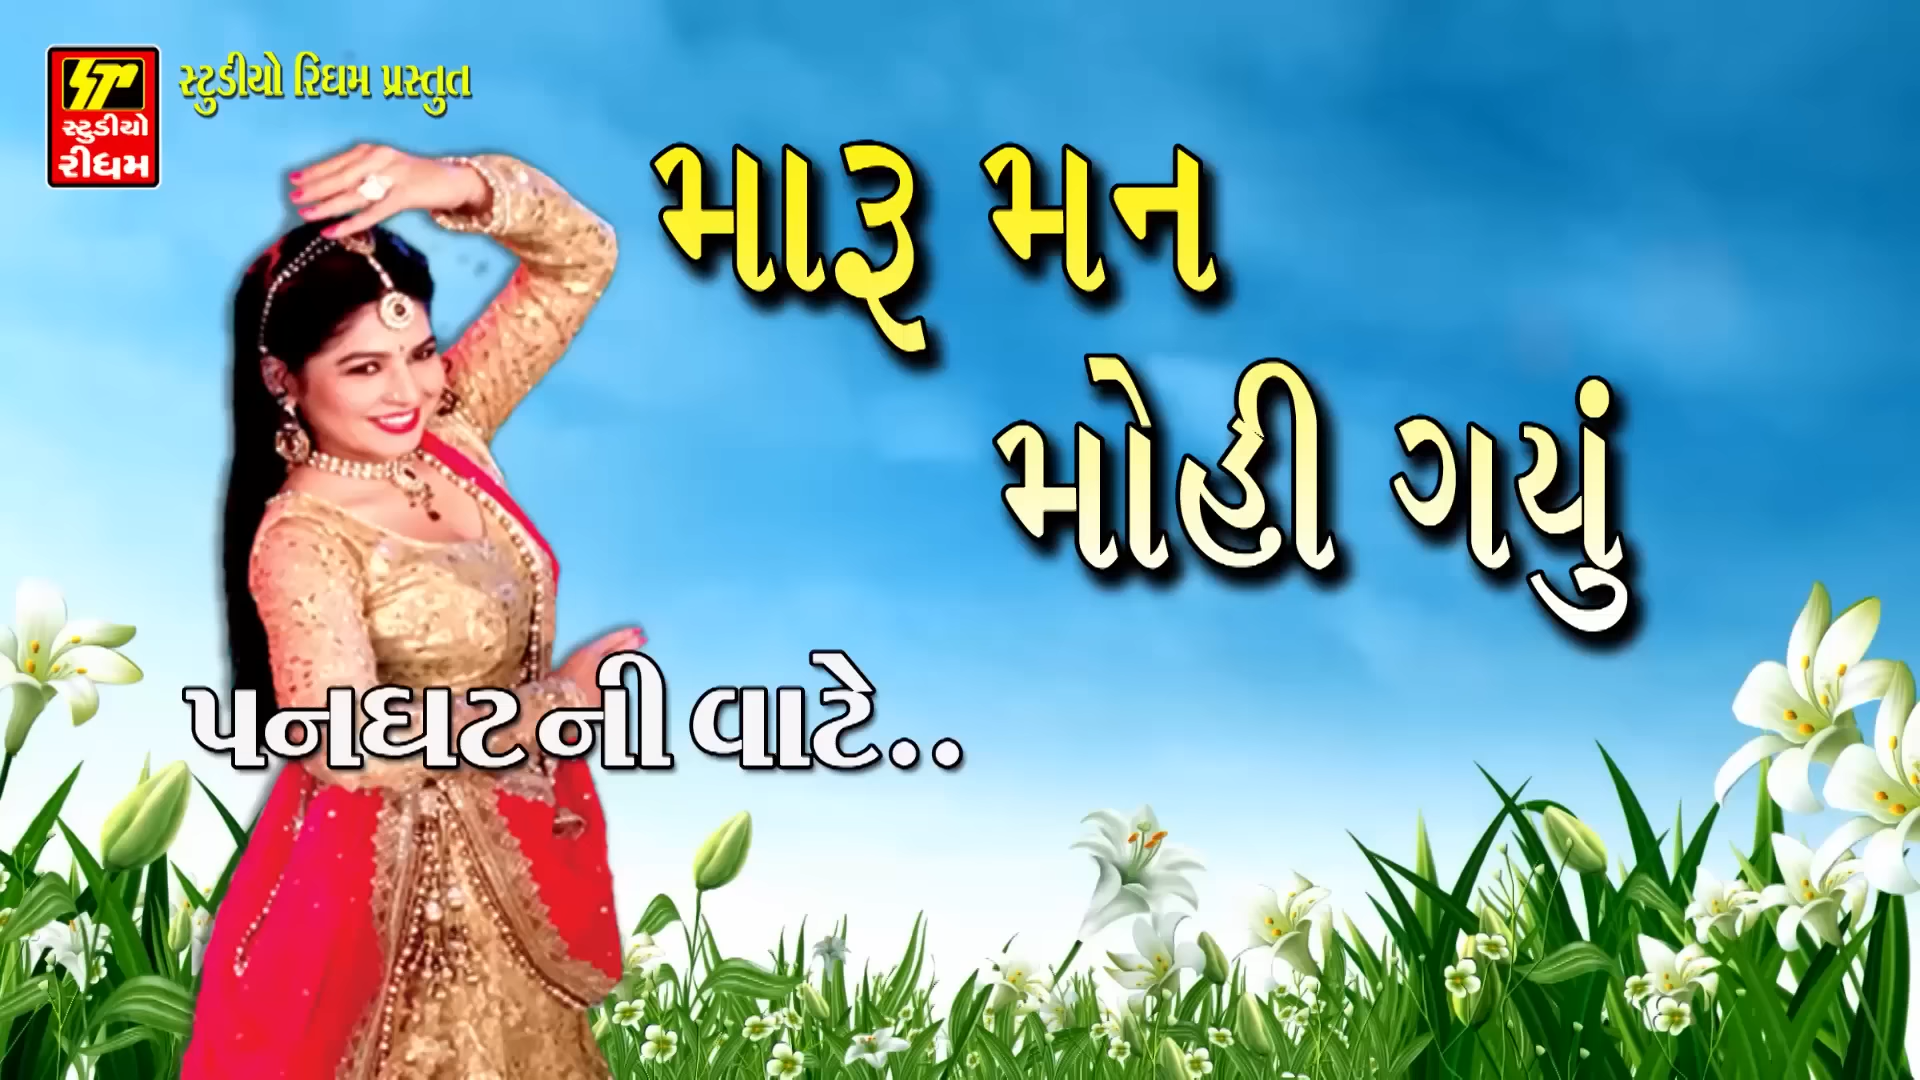 સ્ટુડીયો રિધમ પ્રસ્તુત
સ્ટુડીયો
રીધમ
મારૂ મન
મોહી ગયું
પનઘટની વાટે..